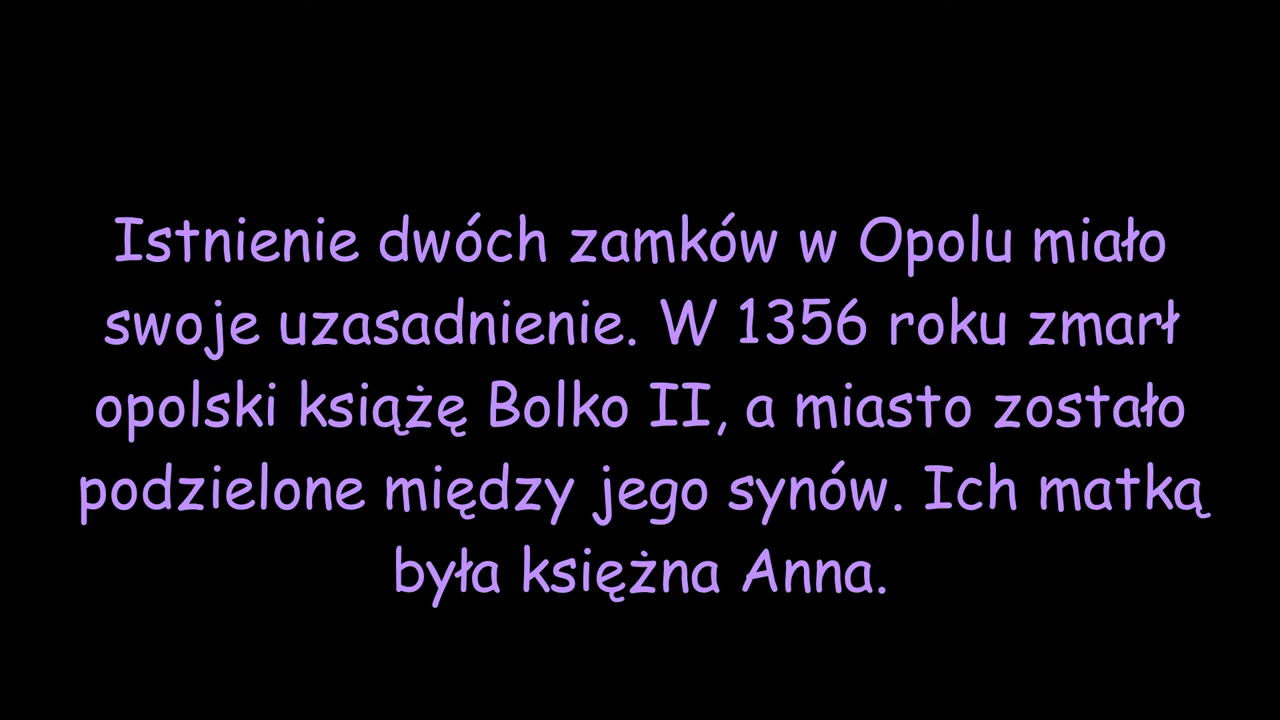 Istnienie dwóch zamków w Opolu miało
swoje uzasadnienie. W 1356 roku zmarł
opolski książę Bolko II, a miasto zostało
podzielone między jego synów. Ich matką
była księżna Anna.